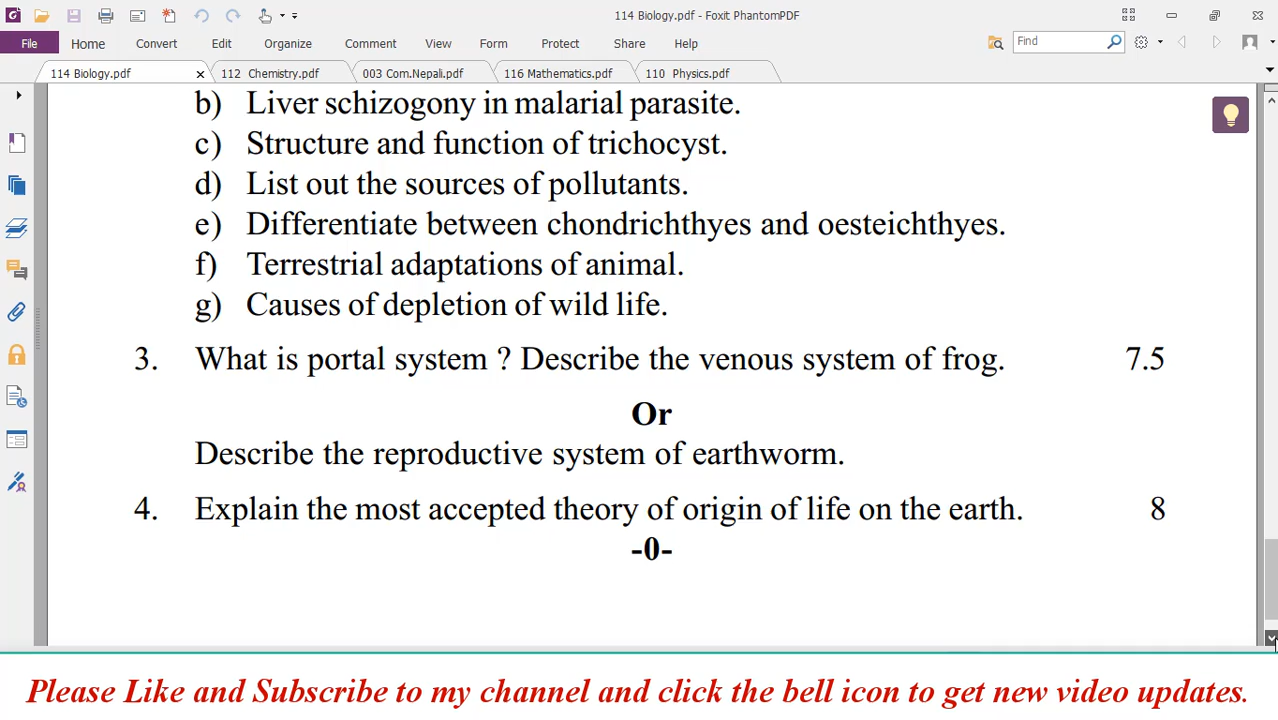 114 Biology.pdf - Foxit PhantomPDF
File Home Convert Edit Organize Comment View Form Protect Share Help Find
114 Biology.pdf 112 Chemistry.pdf 003 Com.Nepali.pdf 116 Mathematics.pdf 110 Physics.pdf
b) Liver schizogony in malarial parasite.
c) Structure and function of trichocyst.
d) List out the sources of pollutants.
e) Differentiate between chondrichthyes and oesteichthyes.
f) Terrestrial adaptations of animal.
g) Causes of depletion of wild life.
3. What is portal system ? Describe the venous system of frog. 7.5
Or
Describe the reproductive system of earthworm.
4. Explain the most accepted theory of origin of life on the earth. 8
-0-
Please Like and Subscribe to my channel and click the bell icon to get new video updates.